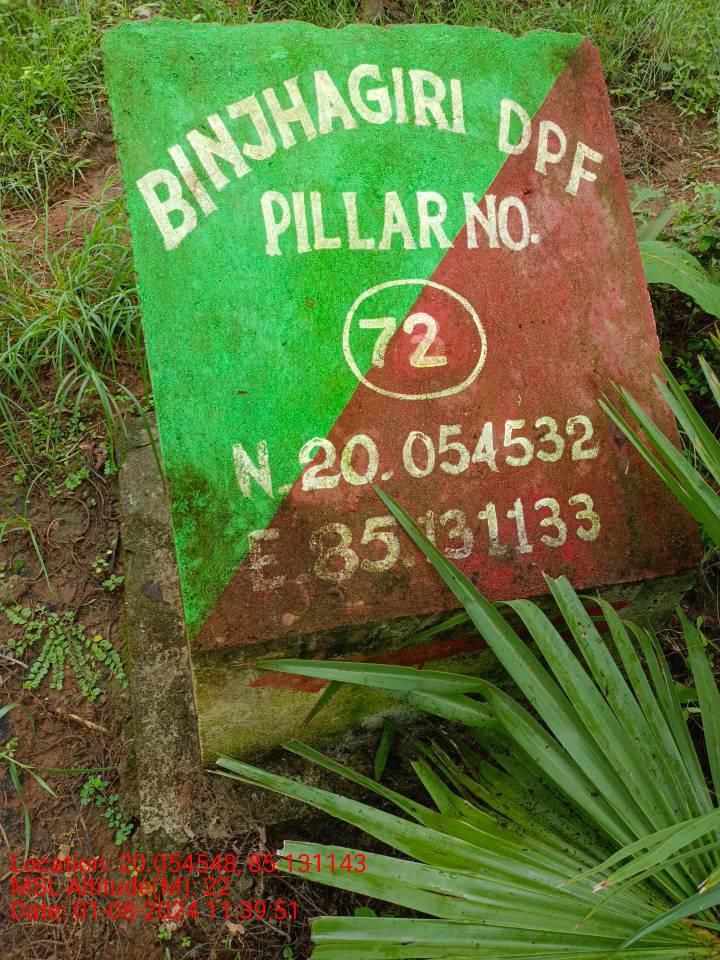 BINJHAGIRI DPF
PILLAR NO.
72
N. 20.054532
E. 85.131133
Location: 20.054548, 85.131143
MSL Altitude(M): 22
Date: 01-08-2024 11:39:51